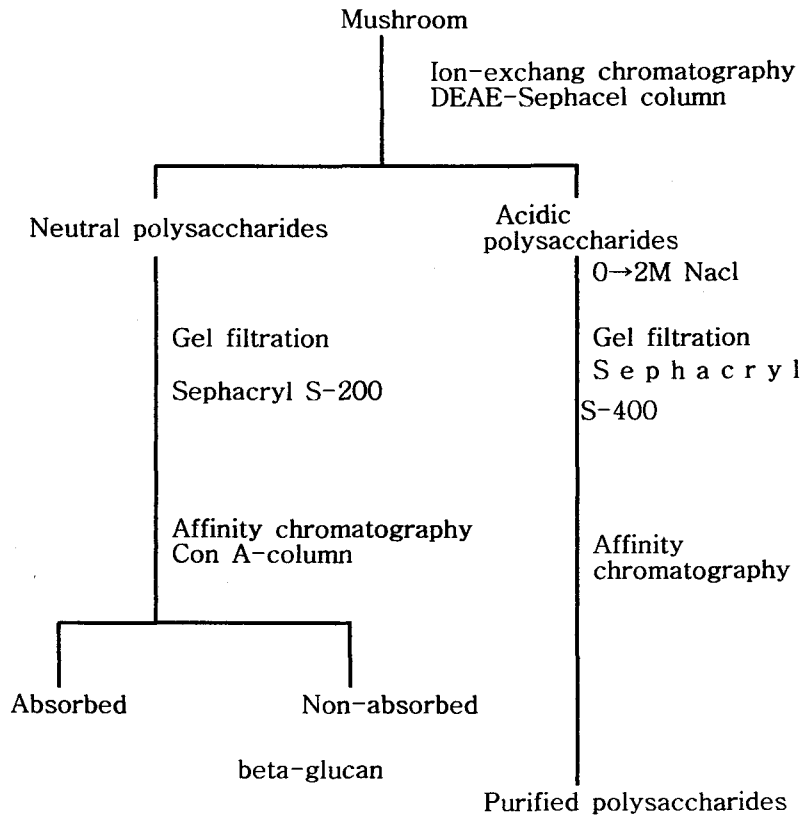 Mushroom
Ion-exchang chromatography
DEAE-Sephacel column
Neutral polysaccharides
Acidic
polysaccharides
0→2M Nacl
Gel filtration
Sephacryl S-200
Gel filtration
Sephacryl
S-400
Affinity chromatography
Con A-column
Affinity
chromatography
Absorbed
Non-absorbed
beta-glucan
Purified polysaccharides